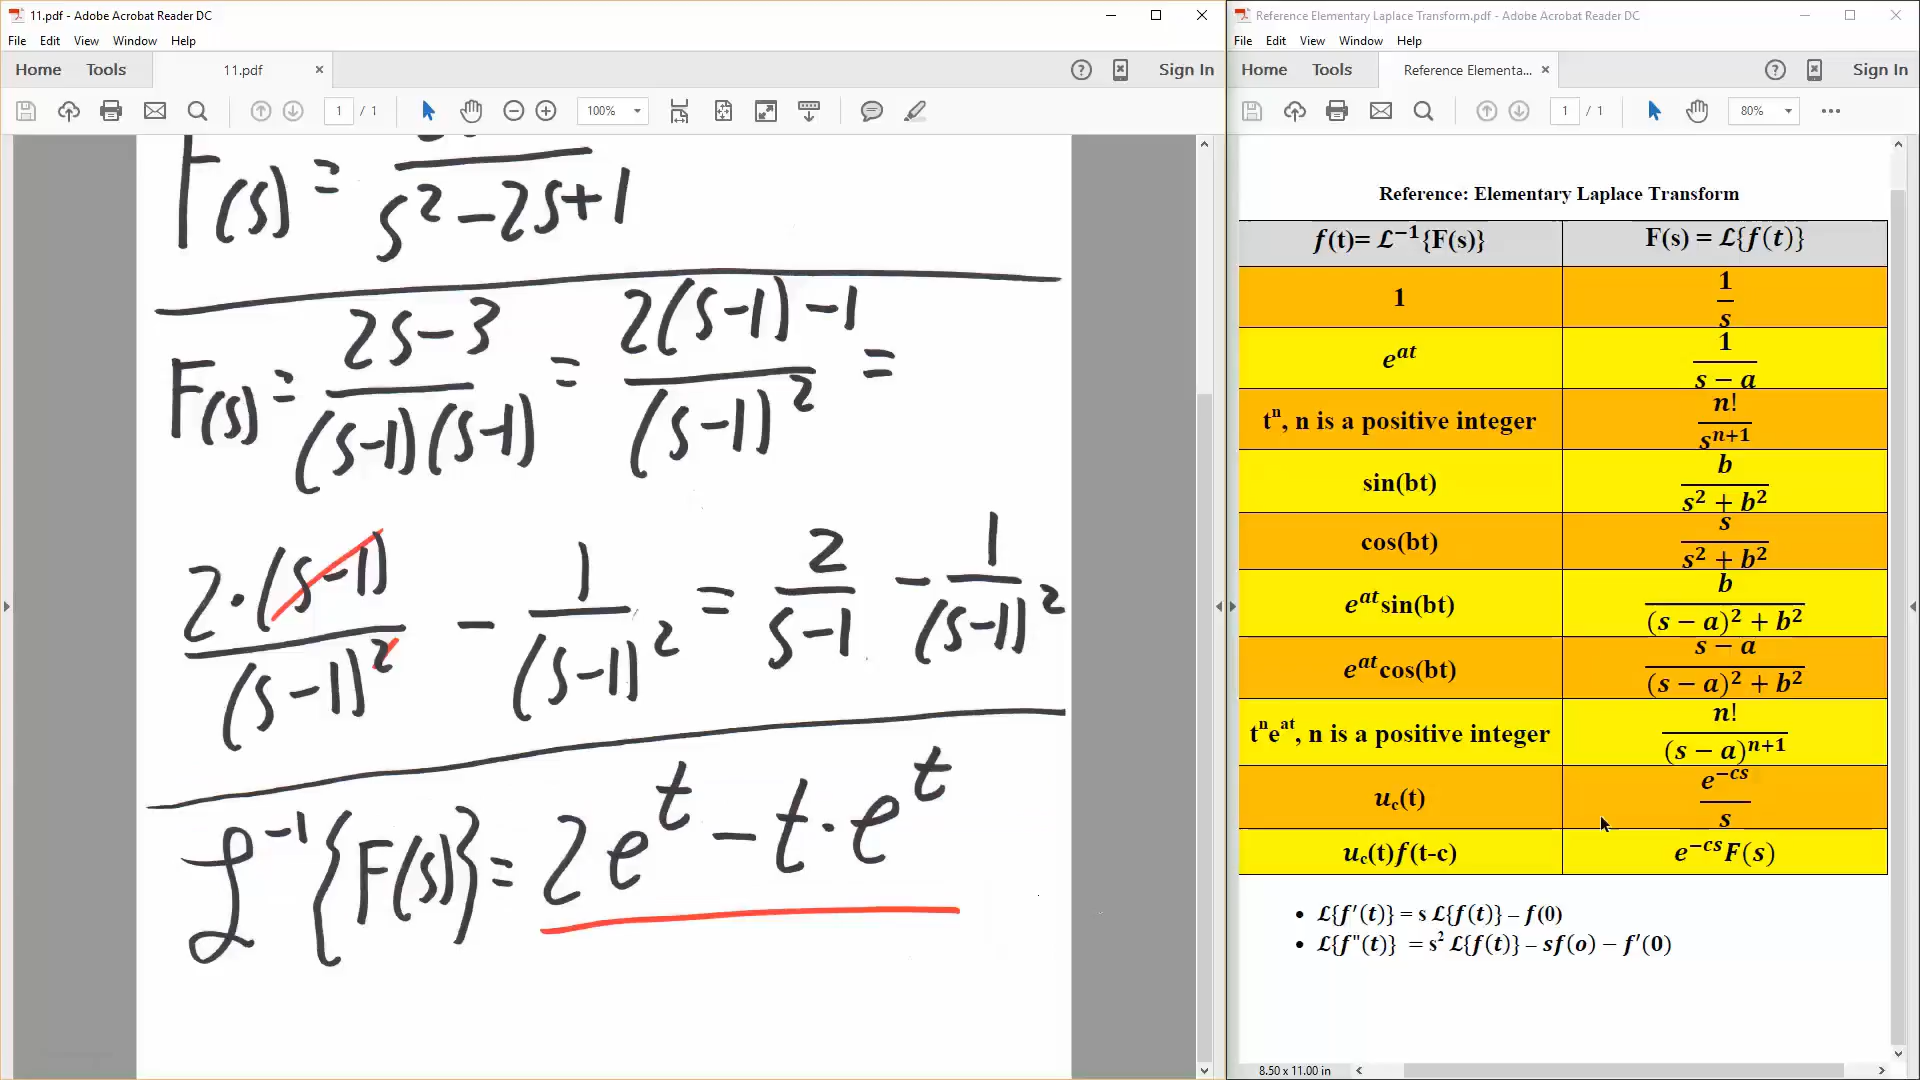 11.pdf - Adobe Acrobat Reader DC
File Edit View Window Help
Home Tools 11.pdf × Sign In
1 / 1 100%
F(s) = ─── / s² − 2s + 1
F(s) = (2s−3) / ((s−1)(s−1)) = (2(s−1)−1) / (s−1)² =
2·(s−1) / (s−1)² − 1 / (s−1)² = 2 / (s−1) − 1 / (s−1)²
ℒ⁻¹{F(s)} = 2eᵗ − t·eᵗ
Reference Elementary Laplace Transform.pdf - Adobe Acrobat Reader DC
File Edit View Window Help
Home Tools Reference Elementa... × Sign In
1 / 1 80% •••
Reference: Elementary Laplace Transform
f(t)= ℒ⁻¹{F(s)} F(s) = ℒ{f(t)}
1 1/s
eᵃᵗ 1/(s − a)
tⁿ, n is a positive integer n!/sⁿ⁺¹
sin(bt) b/(s² + b²)
cos(bt) s/(s² + b²)
eᵃᵗsin(bt) b/((s − a)² + b²)
eᵃᵗcos(bt) (s − a)/((s − a)² + b²)
tⁿeᵃᵗ, n is a positive integer n!/(s − a)ⁿ⁺¹
u_c(t) e⁻ᶜˢ/s
u_c(t)f(t-c) e⁻ᶜˢF(s)
• ℒ{f′(t)} = s ℒ{f(t)} – f(0)
• ℒ{f"(t)} = s² ℒ{f(t)} – sf(o) − f′(0)
8.50 x 11.00 in